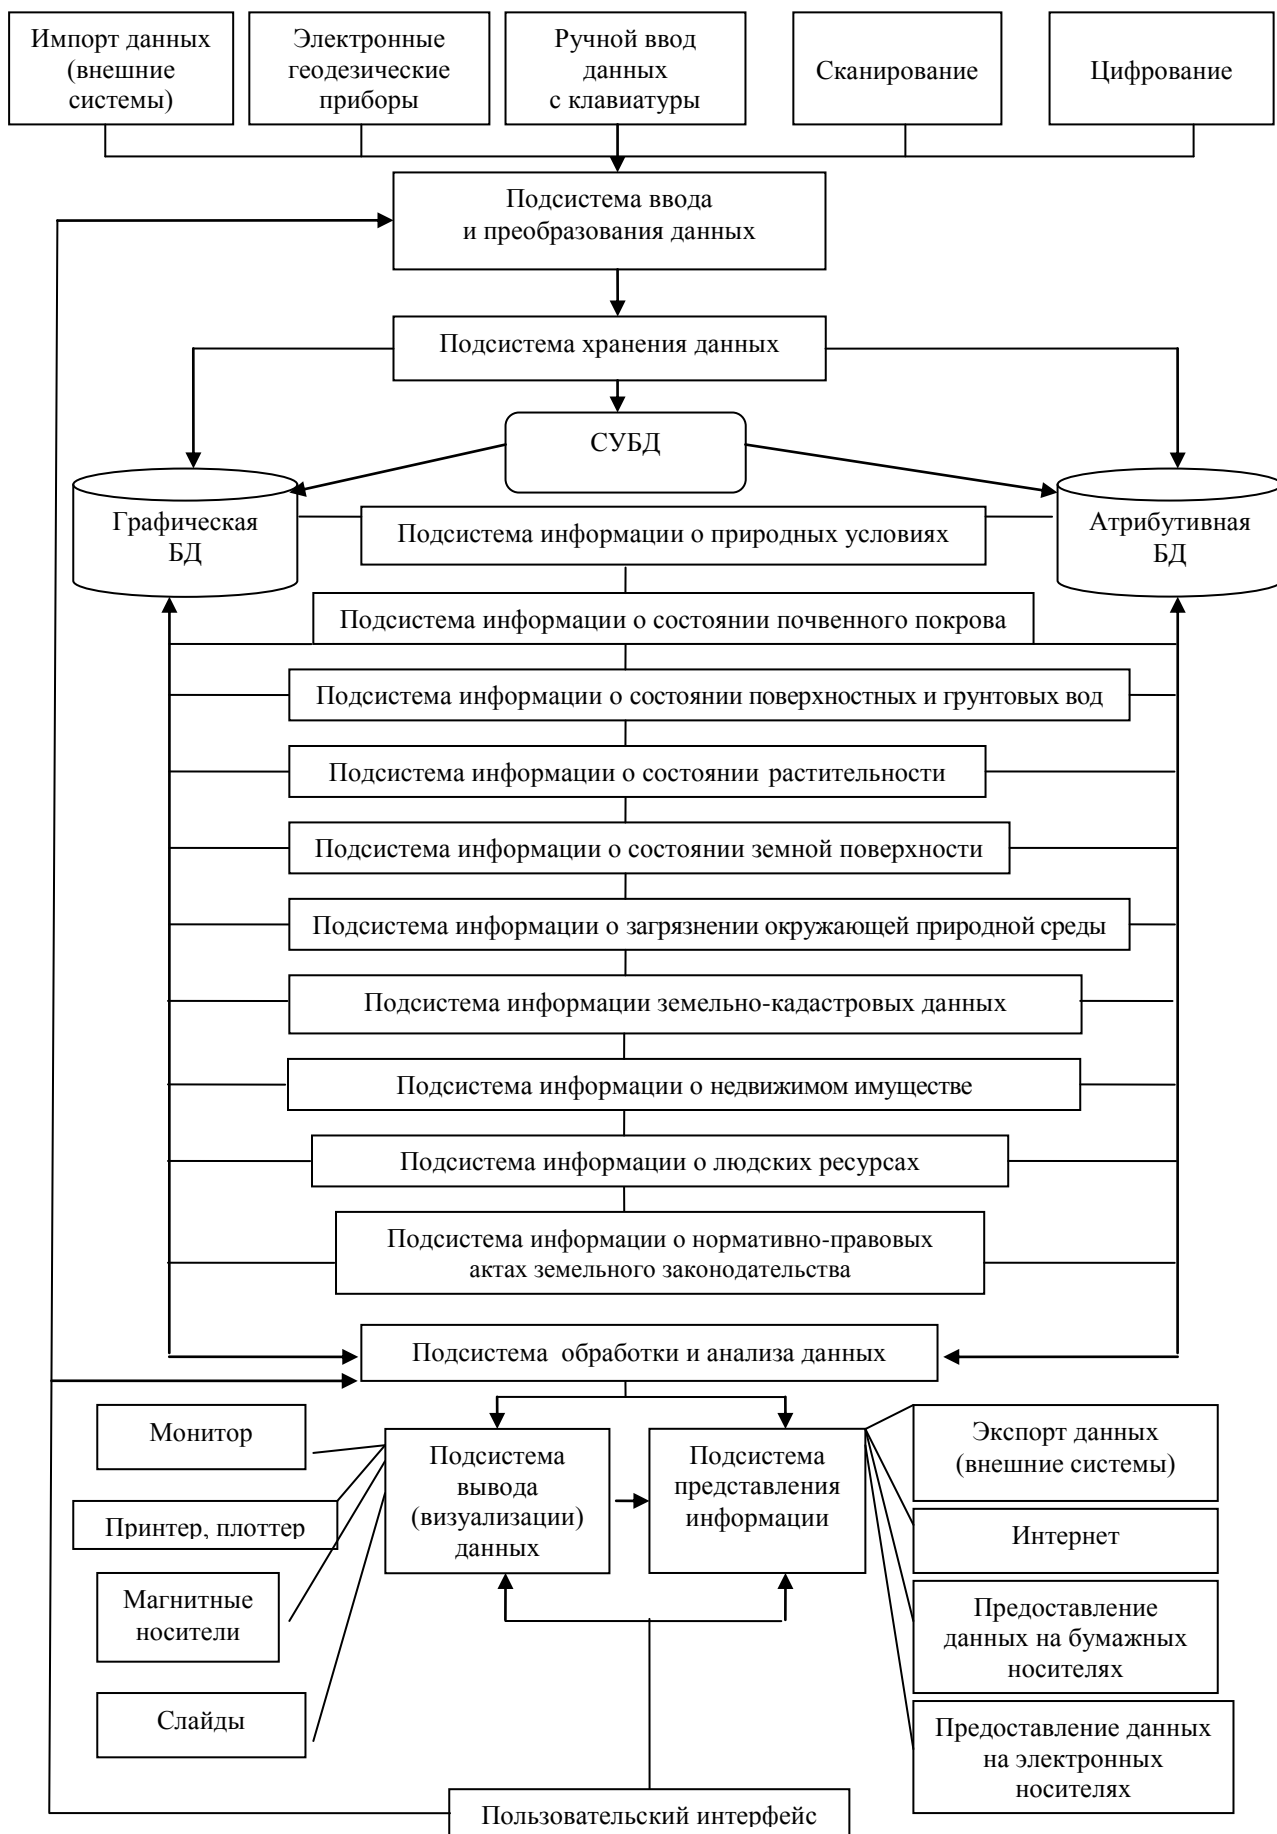 Импорт данных
(внешние
системы)
Электронные
геодезические
приборы
Ручной ввод
данных
с клавиатуры
Сканирование
Цифрование
Подсистема ввода
и преобразования данных
Подсистема хранения данных
СУБД
Графическая
БД
Подсистема информации о природных условиях
Атрибутивная
БД
Подсистема информации о состоянии почвенного покрова
Подсистема информации о состоянии поверхностных и грунтовых вод
Подсистема информации о состоянии растительности
Подсистема информации о состоянии земной поверхности
Подсистема информации о загрязнении окружающей природной среды
Подсистема информации земельно-кадастровых данных
Подсистема информации о недвижимом имуществе
Подсистема информации о людских ресурсах
Подсистема информации о нормативно-правовых
актах земельного законодательства
Подсистема обработки и анализа данных
Монитор
Принтер, плоттер
Магнитные
носители
Слайды
Подсистема
вывода
(визуализации)
данных
Подсистема
представления
информации
Экспорт данных
(внешние системы)
Интернет
Предоставление
данных на бумажных
носителях
Предоставление данных
на электронных
носителях
Пользовательский интерфейс